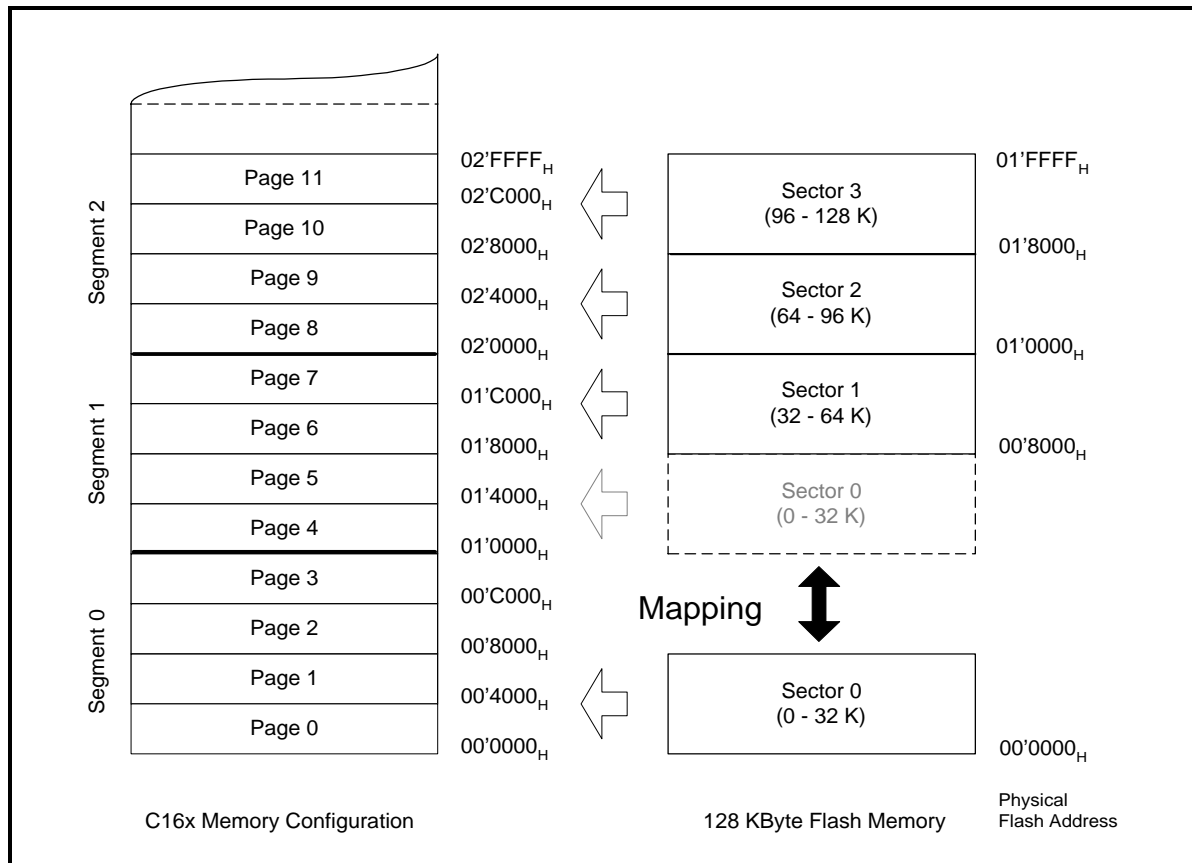 Segment 2
Segment 1
Segment 0
Page 11
Page 10
Page 9
Page 8
Page 7
Page 6
Page 5
Page 4
Page 3
Page 2
Page 1
Page 0
02'FFFFH
02'C000H
02'8000H
02'4000H
02'0000H
01'C000H
01'8000H
01'4000H
01'0000H
00'C000H
00'8000H
00'4000H
00'0000H
Sector 3
(96 - 128 K)
Sector 2
(64 - 96 K)
Sector 1
(32 - 64 K)
Sector 0
(0 - 32 K)
Mapping
Sector 0
(0 - 32 K)
01'FFFFH
01'8000H
01'0000H
00'8000H
00'0000H
C16x Memory Configuration
128 KByte Flash Memory
Physical
Flash Address